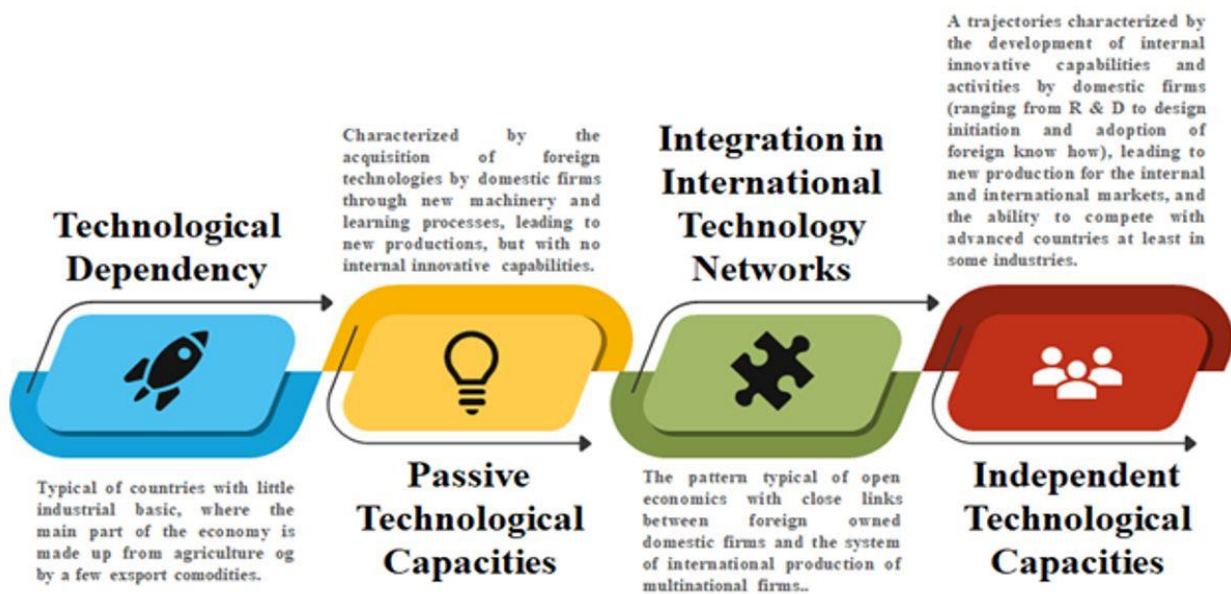 Technological
Dependency
Typical of countries with little
industrial basic, where the
main part of the economy is
made up from agriculture og
by a few exsport comodities.
Characterized by the
acquisition of foreign
technologies by domestic firms
through new machinery and
learning processes, leading to
new productions, but with no
internal innovative capabilities.
Passive
Technological
Capacities
Integration in
International
Technology
Networks
The pattern typical of open
economics with close links
between foreign owned
domestic firms and the system
of international production of
multinational firms..
A trajectories characterized by
the development of internal
innovative capabilities and
activities by domestic firms
(ranging from R & D to design
initiation and adoption of
foreign know how), leading to
new production for the internal
and international markets, and
the ability to compete with
advanced countries at least in
some industries.
Independent
Technological
Capacities